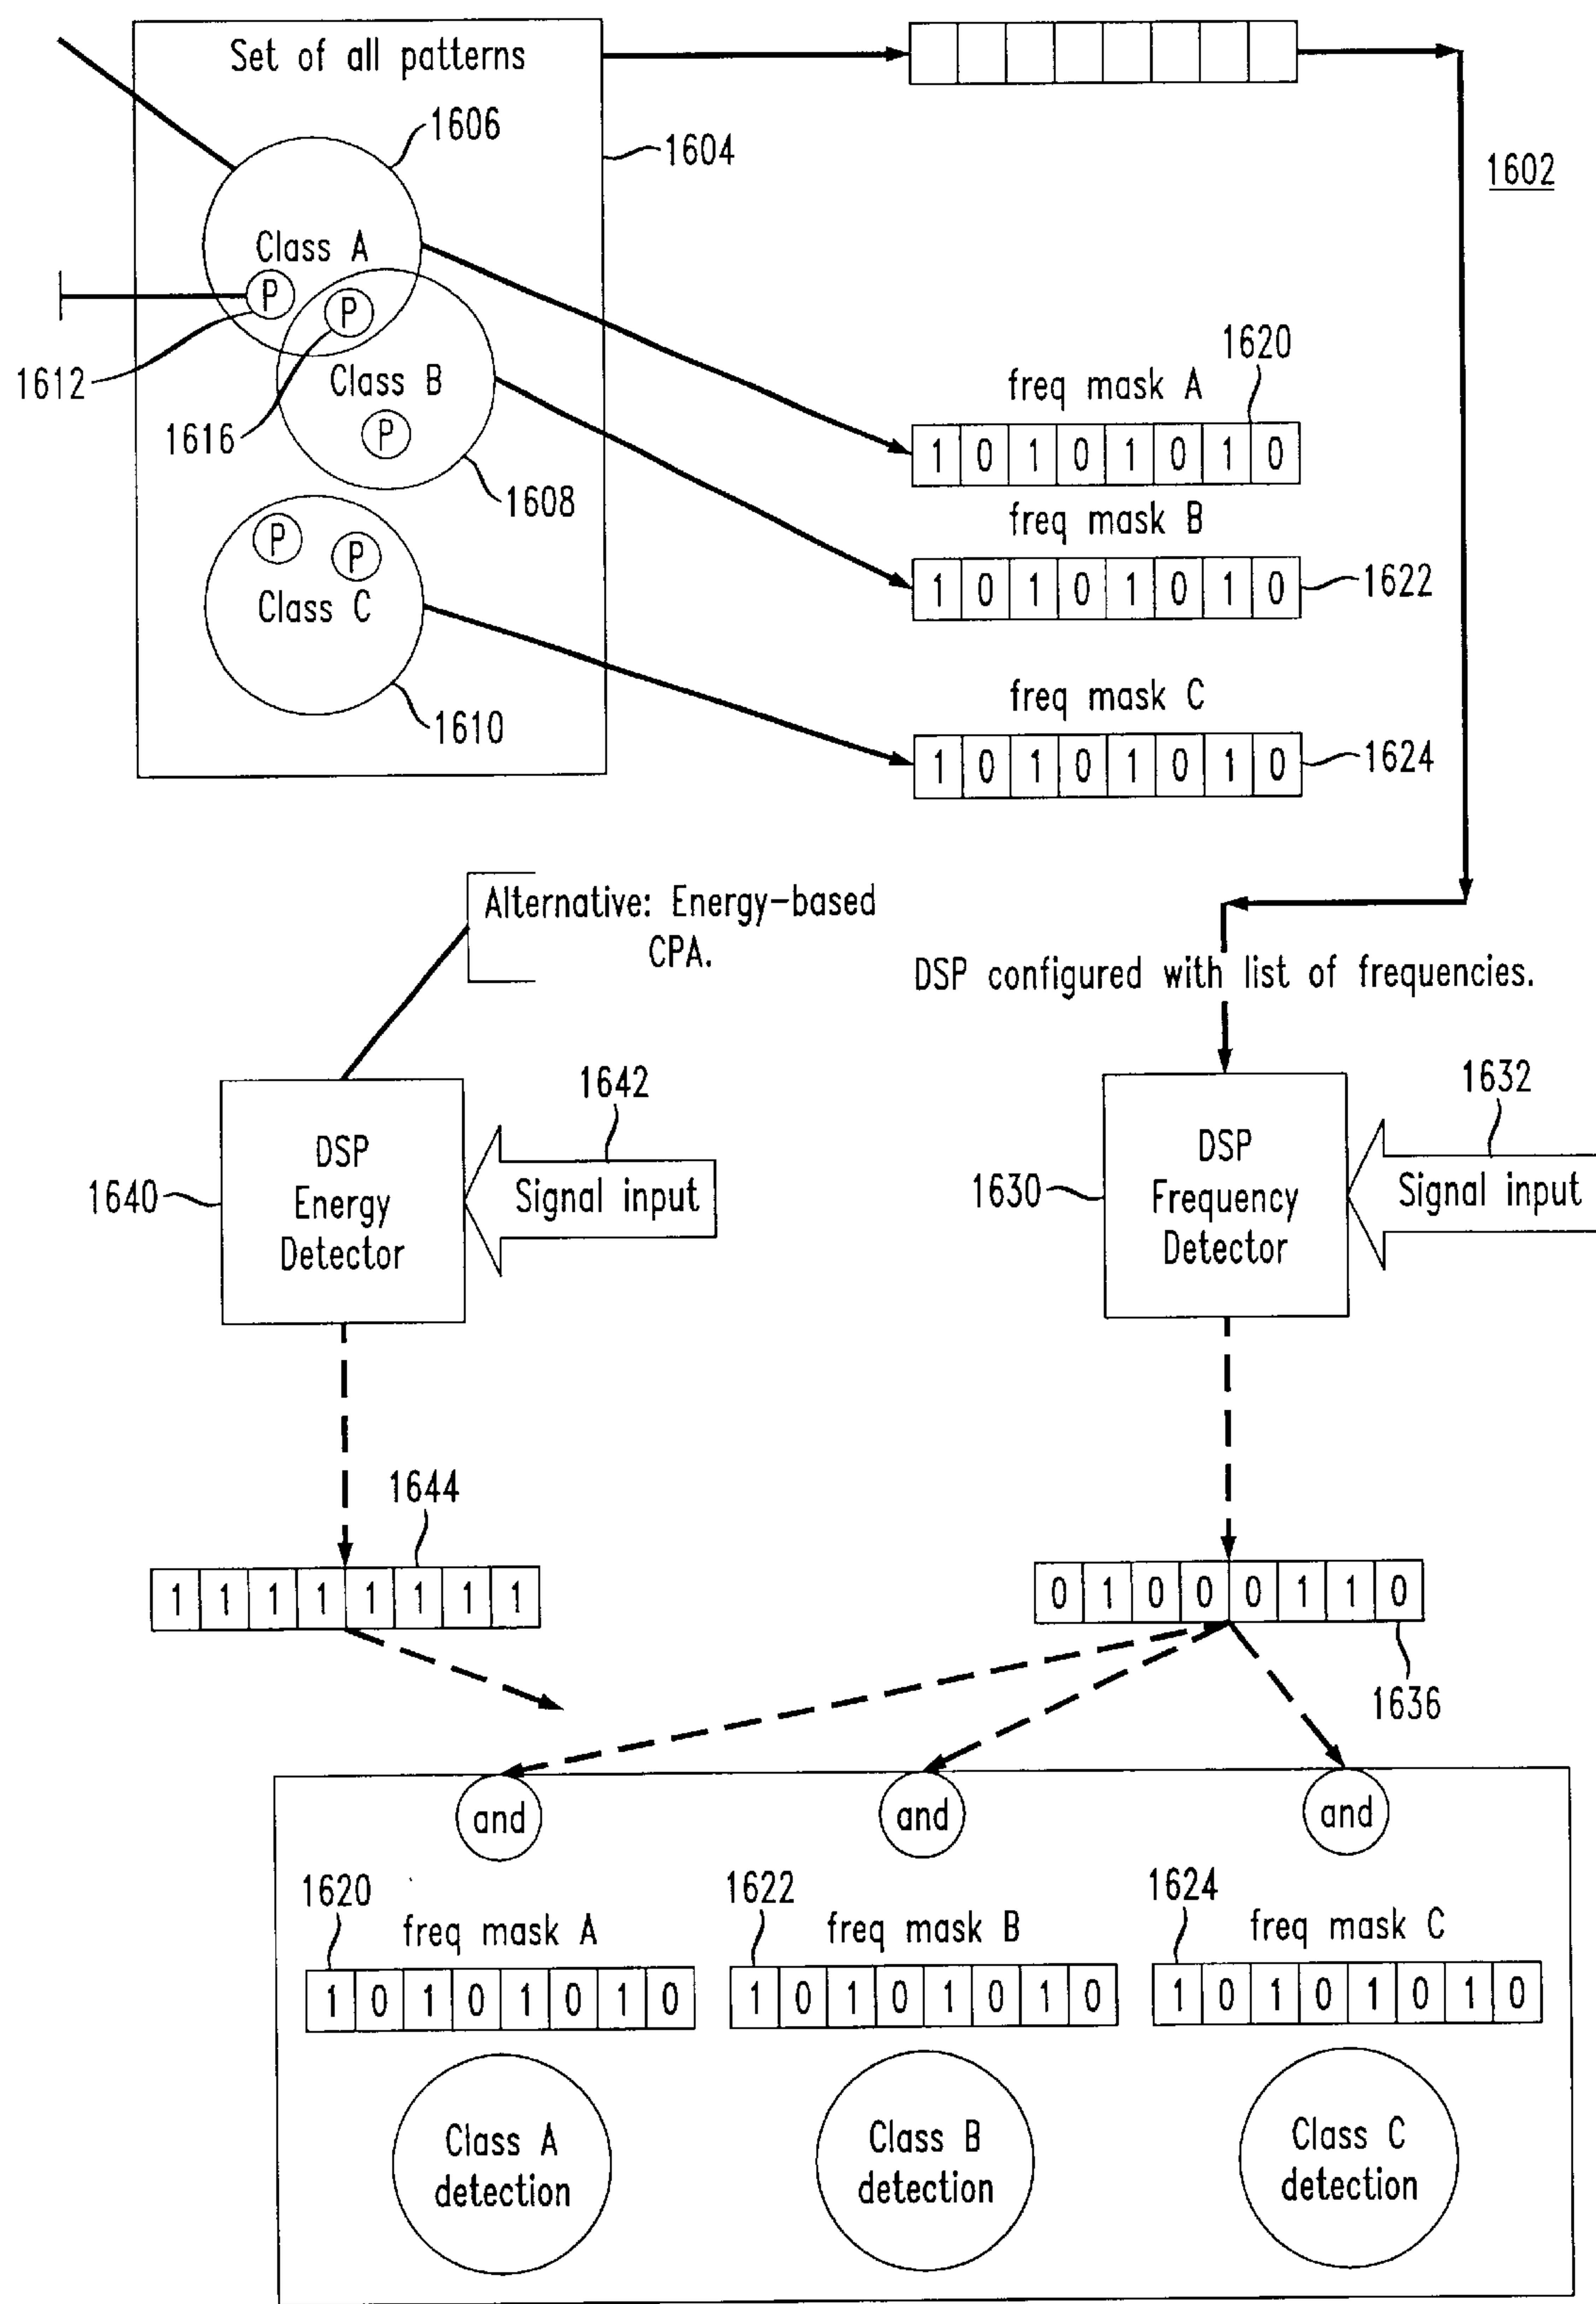 Set of all patterns
1606
1604
1602
Class A
P
P
1612
Class B
1616
P
1608
P
P
Class C
1610
1620
freq mask A
1 0 1 0 1 0 1 0
freq mask B
1 0 1 0 1 0 1 0
1622
freq mask C
1 0 1 0 1 0 1 0
1624
Alternative: Energy-based
CPA.
DSP configured with list of frequencies.
1642
1640
DSP
Energy
Detector
Signal input
1632
1630
DSP
Frequency
Detector
Signal input
1644
1 1 1 1 1 1 1 1
0 1 0 0 0 1 1 0
1636
and
and
and
1620
freq mask A
1 0 1 0 1 0 1 0
1622
freq mask B
1 0 1 0 1 0 1 0
1624
freq mask C
1 0 1 0 1 0 1 0
Class A
detection
Class B
detection
Class C
detection